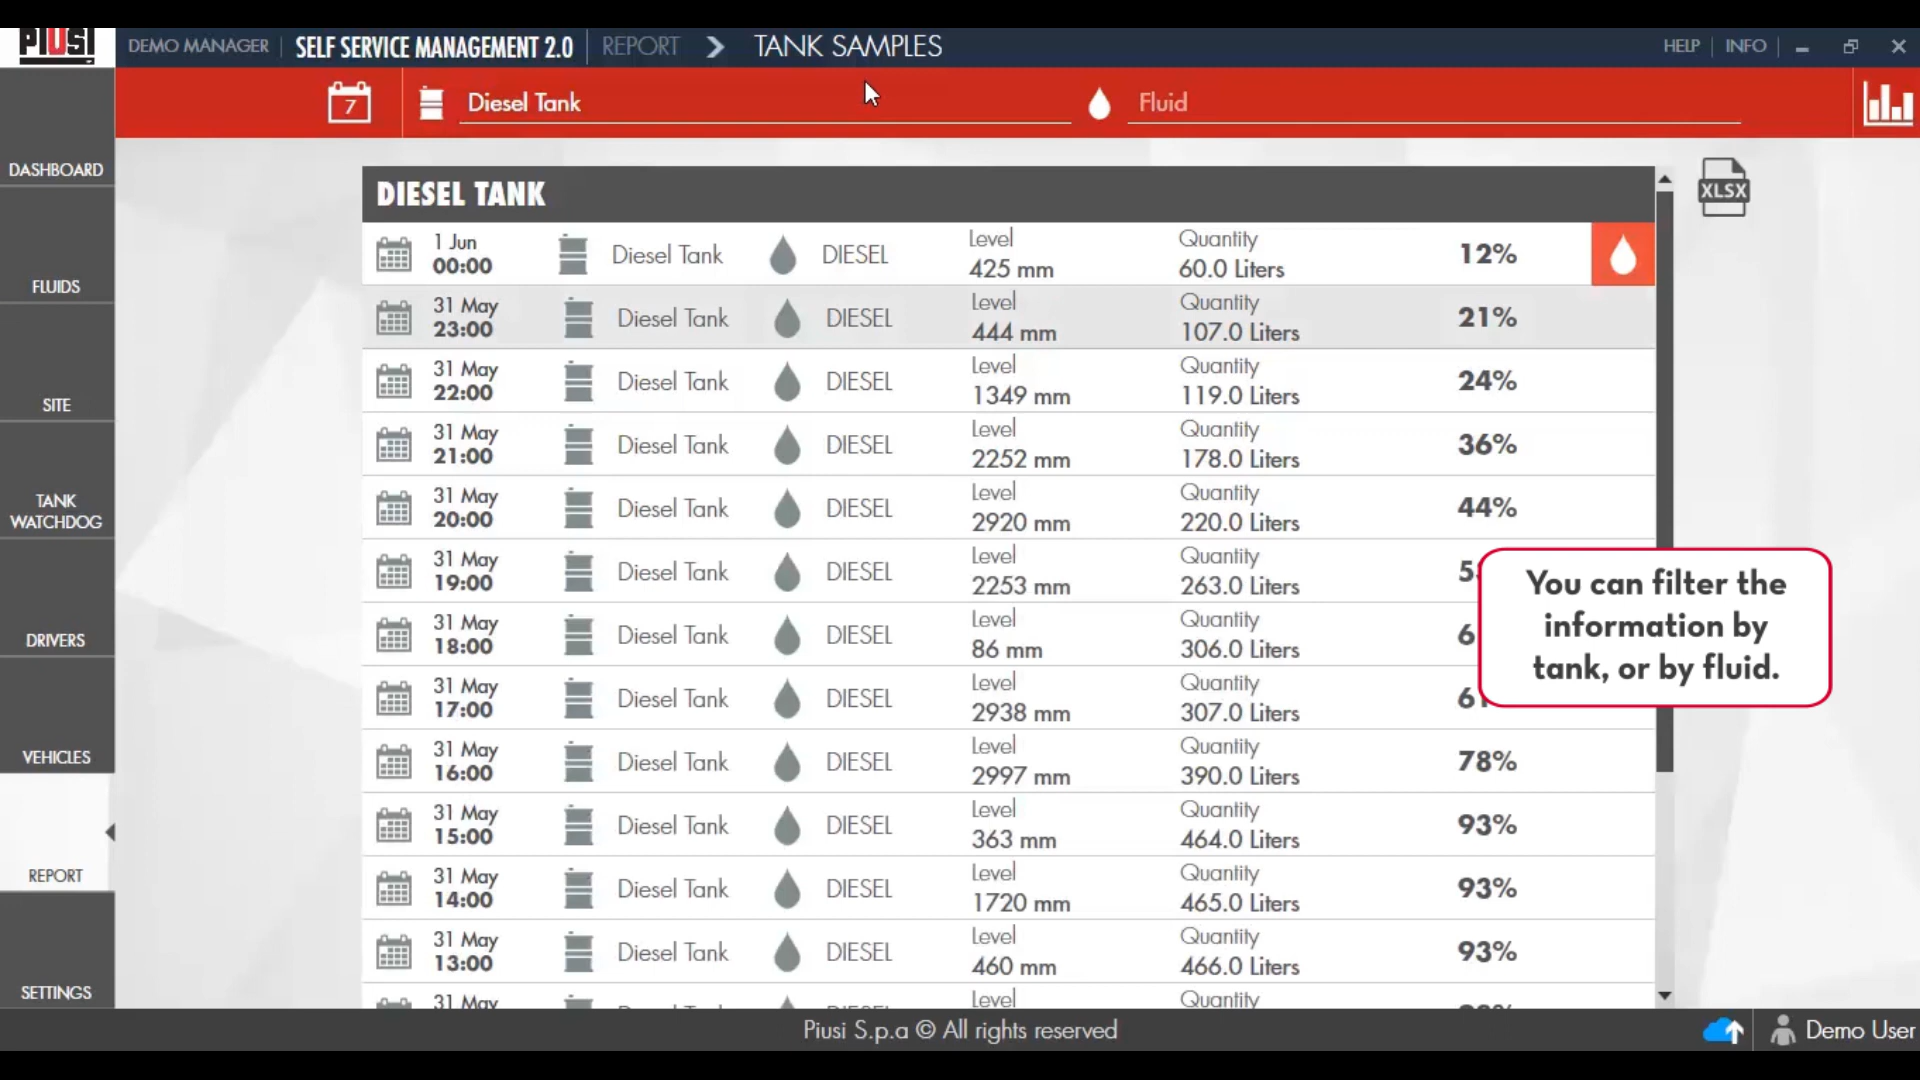 PIUSI
DEMO MANAGER
SELF SERVICE MANAGEMENT 2.0
REPORT
TANK SAMPLES
HELP
INFO
7
Diesel Tank
Fluid
DASHBOARD
FLUIDS
SITE
TANK
WATCHDOG
DRIVERS
VEHICLES
REPORT
SETTINGS
XLSX
DIESEL TANK
1 Jun
00:00
Diesel Tank
DIESEL
Level
425 mm
Quantity
60.0 Liters
12%
31 May
23:00
Diesel Tank
DIESEL
Level
444 mm
Quantity
107.0 Liters
21%
31 May
22:00
Diesel Tank
DIESEL
Level
1349 mm
Quantity
119.0 Liters
24%
31 May
21:00
Diesel Tank
DIESEL
Level
2252 mm
Quantity
178.0 Liters
36%
31 May
20:00
Diesel Tank
DIESEL
Level
2920 mm
Quantity
220.0 Liters
44%
31 May
19:00
Diesel Tank
DIESEL
Level
2253 mm
Quantity
263.0 Liters
31 May
18:00
Diesel Tank
DIESEL
Level
86 mm
Quantity
306.0 Liters
31 May
17:00
Diesel Tank
DIESEL
Level
2938 mm
Quantity
307.0 Liters
31 May
16:00
Diesel Tank
DIESEL
Level
2997 mm
Quantity
390.0 Liters
78%
31 May
15:00
Diesel Tank
DIESEL
Level
363 mm
Quantity
464.0 Liters
93%
31 May
14:00
Diesel Tank
DIESEL
Level
1720 mm
Quantity
465.0 Liters
93%
31 May
13:00
Diesel Tank
DIESEL
Level
460 mm
Quantity
466.0 Liters
93%
31 May
Level
Quantity
You can filter the
information by
tank, or by fluid.
Piusi S.p.a © All rights reserved
Demo User